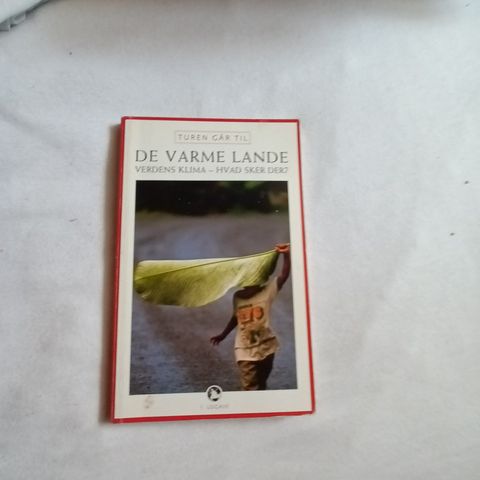 TUREN GÅR TIL
DE VARME LANDE
VERDENS KLIMA – HVAD SKER DER?